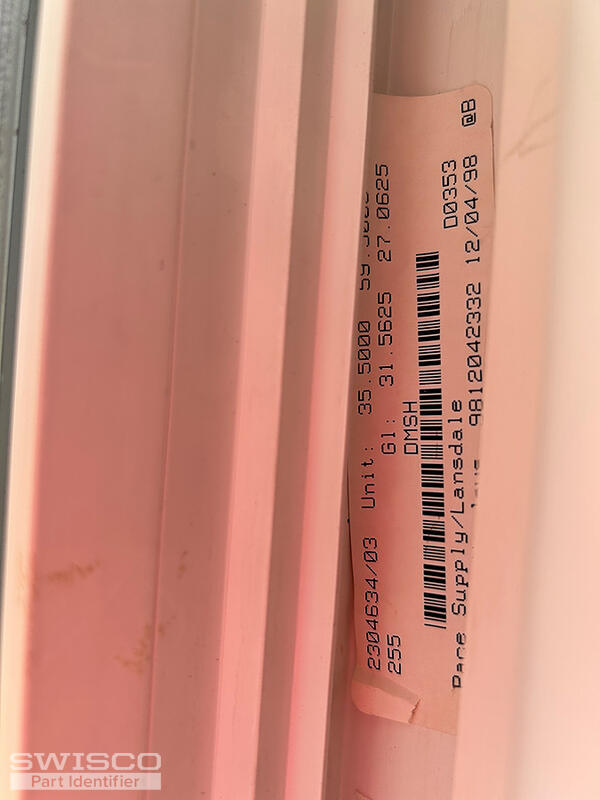 2304634/03 Unit: 35.5000
255 Gl: 31.5625 27.0625
DMSH
D0353
Pace Supply/Lansdale
9812042332 12/04/98 @B
SWISCO
Part Identifier